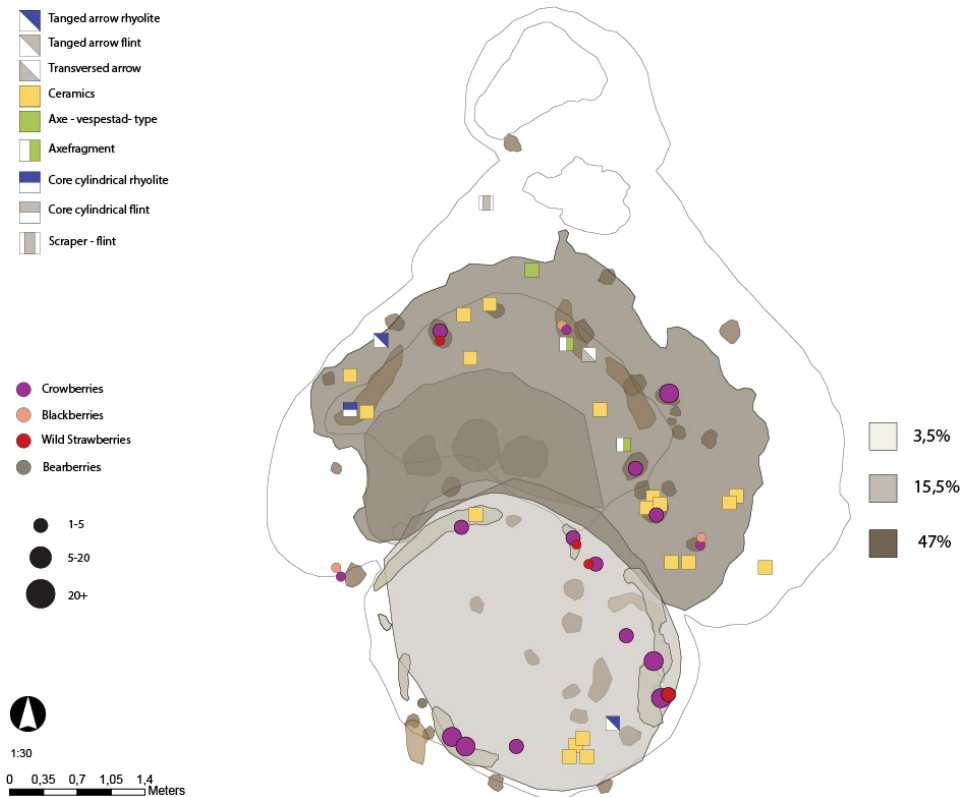 Tanged arrow rhyolite
Tanged arrow flint
Transversed arrow
Ceramics
Axe - vespestad- type
Axefragment
Core cylindrical rhyolite
Core cylindrical flint
Scraper - flint
Crowberries
Blackberries
Wild Strawberries
Bearberries
1-5
5-20
20+
3,5%
15,5%
47%
1:30
0 0,35 0,7 1,05 1,4
Meters